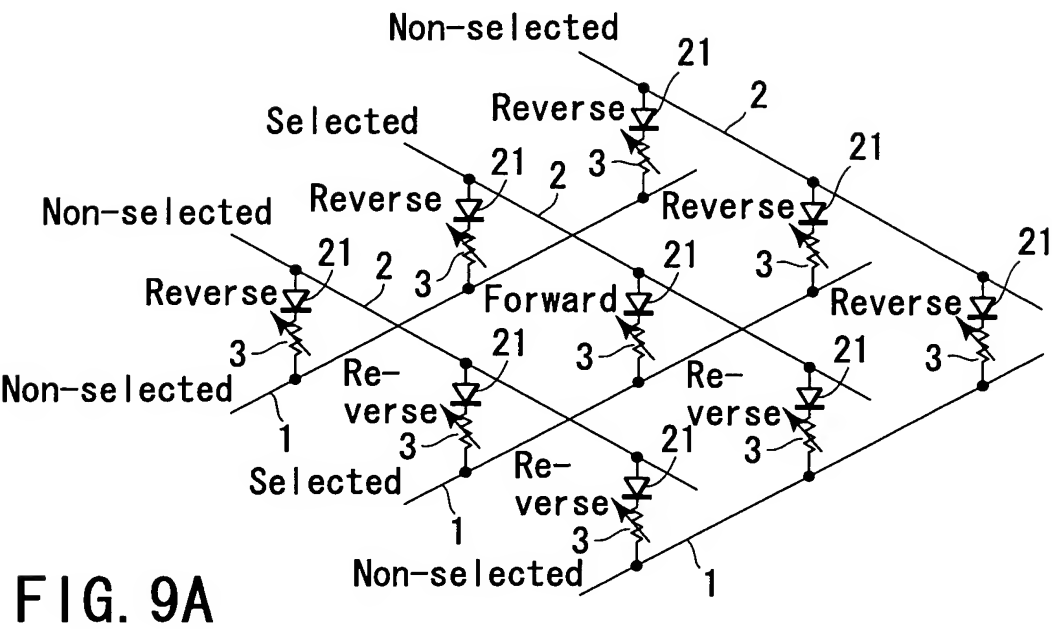 Non-selected
21
Reverse
2
Selected
3
21
21
Reverse
2
Reverse
Non-selected
3
3
21
21
2
21
Reverse
Forward
Reverse
3
21
3
21
3
Non-selected
Re-
verse
Re-
verse
1
3
21
3
Selected
Re-
verse
1
3
Non-selected
1
FIG. 9A